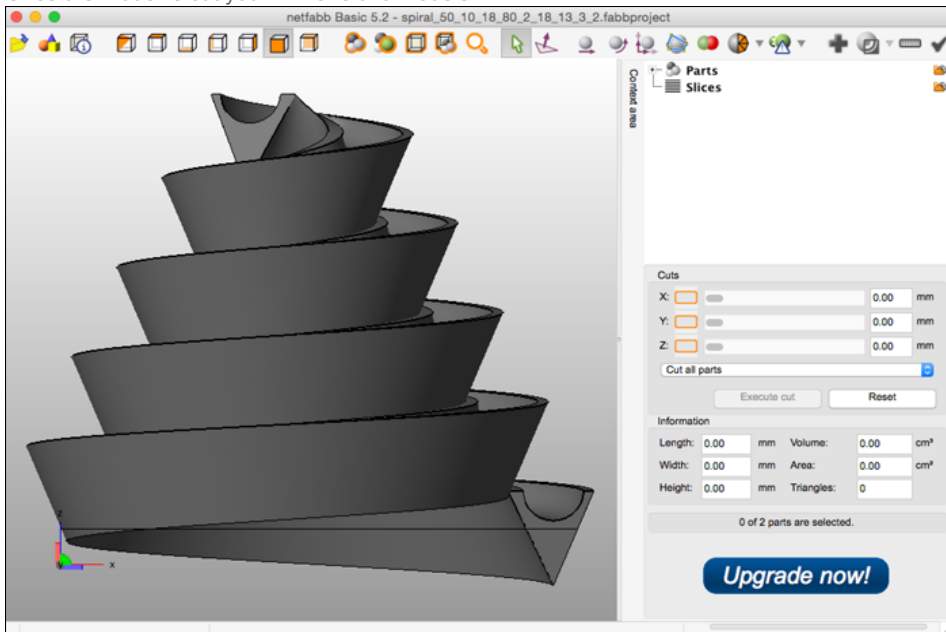 netfabb Basic 5.2 - spiral_50_10_18_80_2_18_13_3_2.fabbproject
Context area
Parts
Slices
Cuts
X: 0.00 mm
Y: 0.00 mm
Z: 0.00 mm
Cut all parts
Execute cut Reset
Information
Length: 0.00 mm Volume: 0.00 cm³
Width: 0.00 mm Area: 0.00 cm²
Height: 0.00 mm Triangles: 0
0 of 2 parts are selected.
Upgrade now!
z
y
x